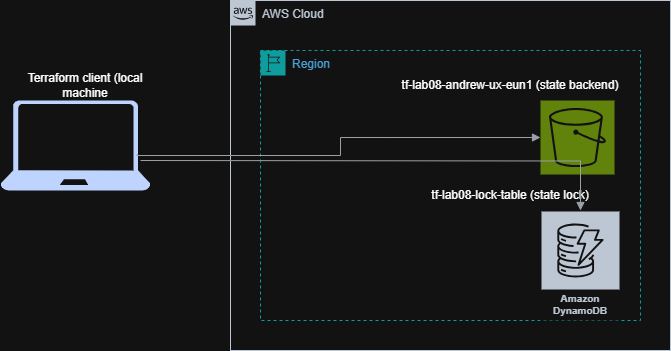 aws
AWS Cloud
Region
Terraform client (local
machine
tf-lab08-andrew-ux-eun1 (state backend)
tf-lab08-lock-table (state lock)
Amazon
DynamoDB